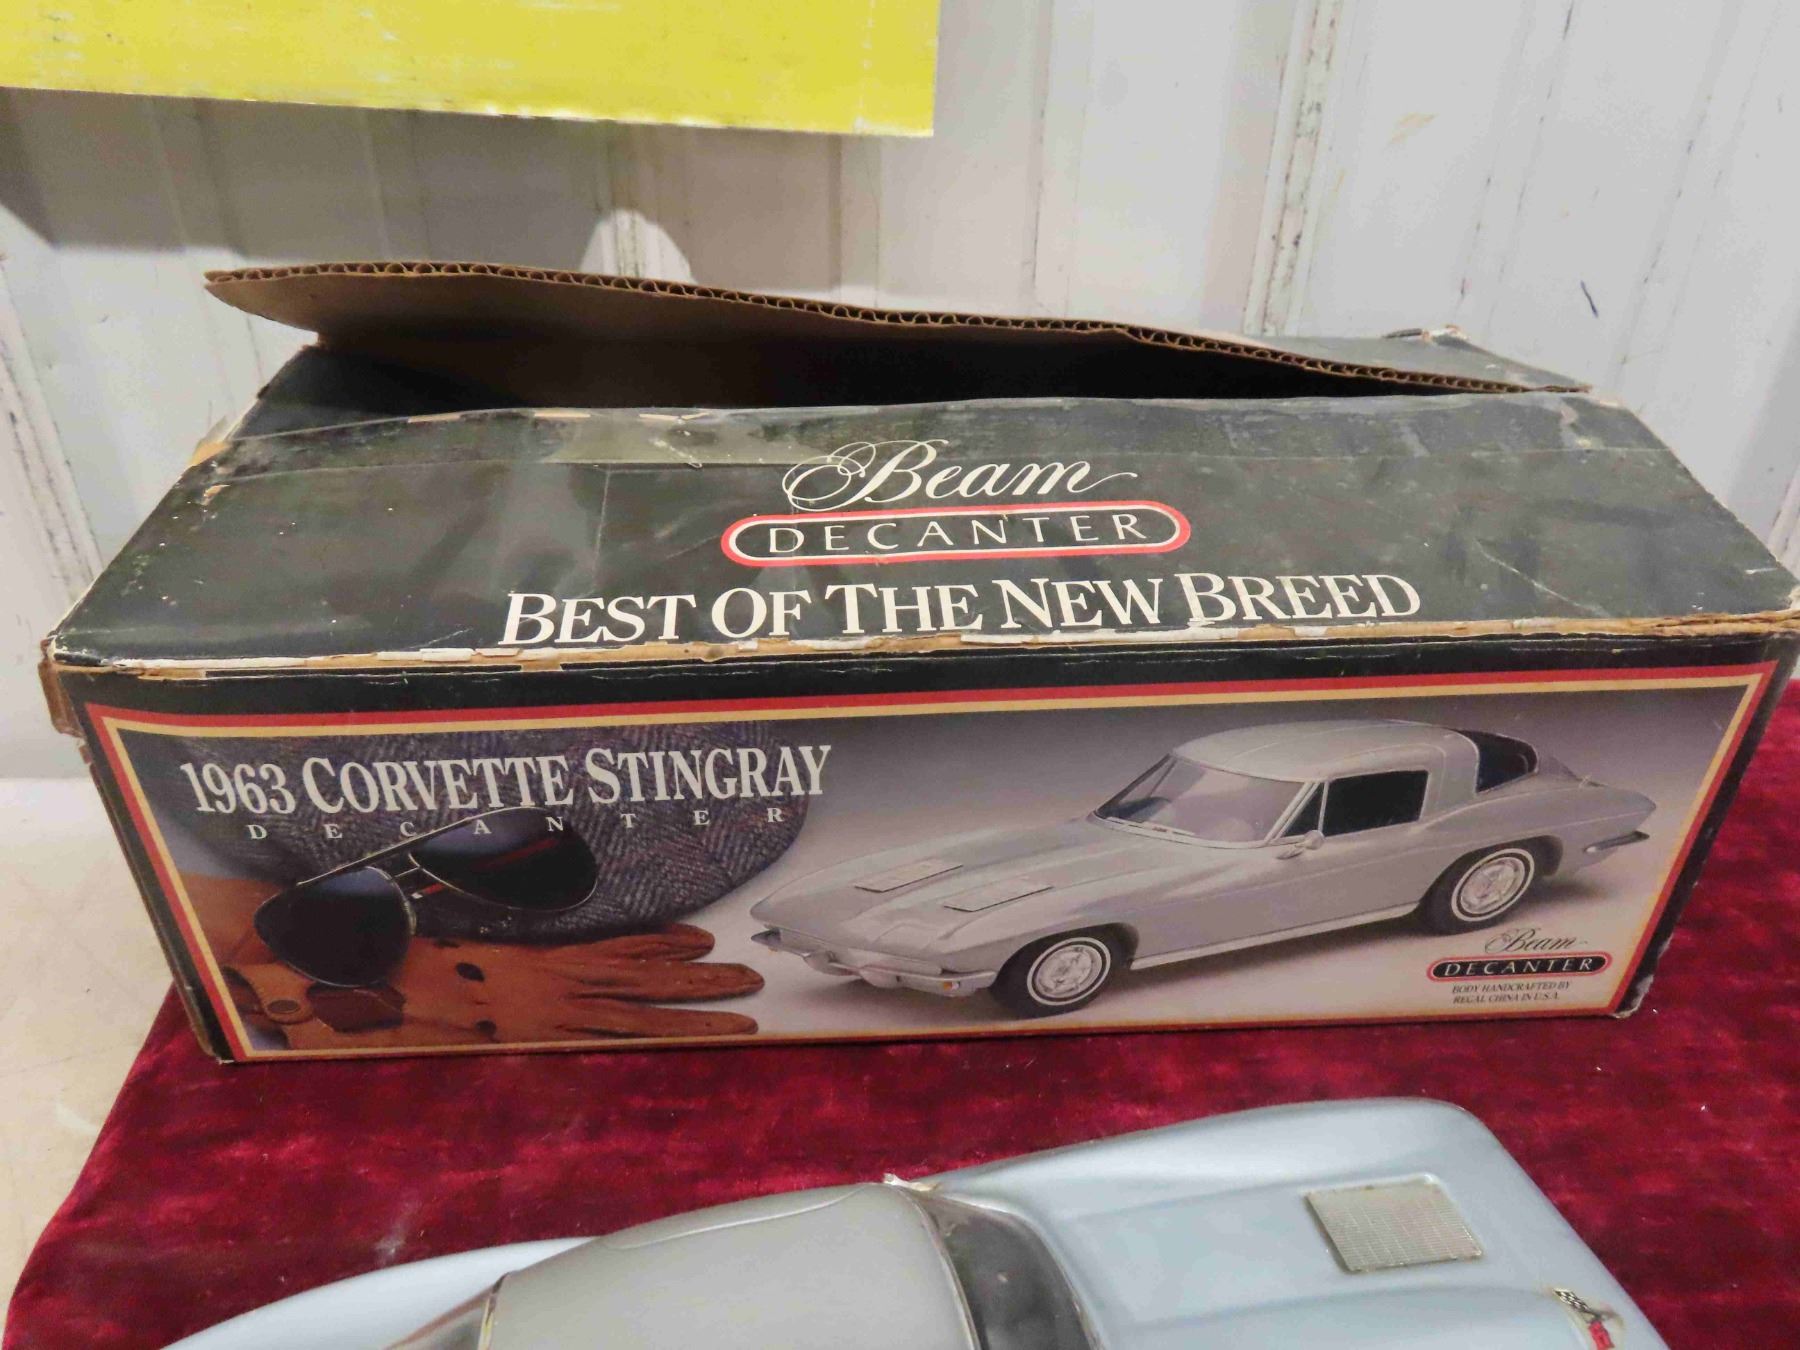 Beam
DECANTER
BEST OF THE NEW BREED
1963 CORVETTE STINGRAY
DECANTER
Beam
DECANTER
BODY HANDCRAFTED BY
REGAL CHINA IN U.S.A.